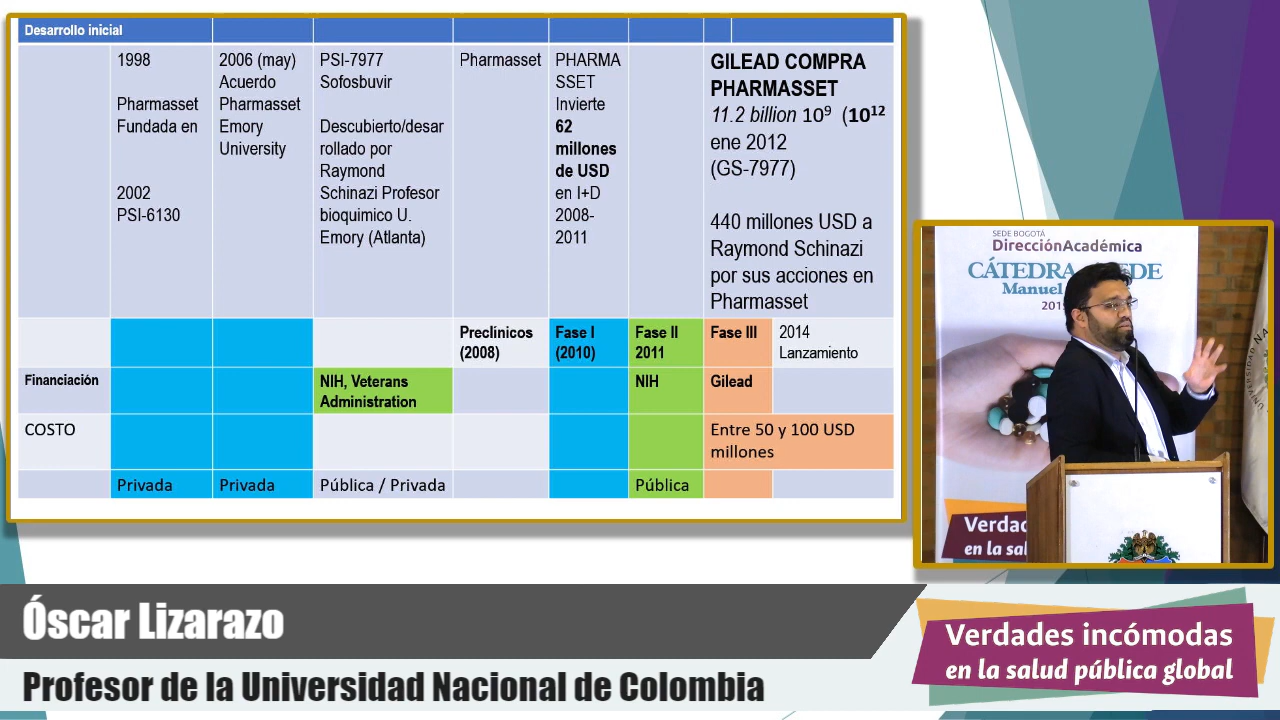 Desarrollo inicial
1998
Pharmasset
Fundada en
2002
PSI-6130
2006 (may)
Acuerdo
Pharmasset
Emory
University
PSI-7977
Sofosbuvir
Descubierto/desar
rollado por
Raymond
Schinazi Profesor
bioquimico U.
Emory (Atlanta)
Pharmasset
PHARMA
SSET
Invierte
62
millones
de USD
en I+D
2008-
2011
GILEAD COMPRA
PHARMASSET
11.2 billion 10⁹ (10¹²
ene 2012
(GS-7977)
440 millones USD a
Raymond Schinazi
por sus acciones en
Pharmasset
Preclínicos
(2008)
Fase I
(2010)
Fase II
2011
Fase III
2014
Lanzamiento
Financiación
NIH, Veterans
Administration
NIH
Gilead
COSTO
Entre 50 y 100 USD
millones
Privada
Privada
Pública / Privada
Pública
SEDE BOGOTÁ
DirecciónAcadémica
CÁTEDRA
Manuel
Verdad
en la sal
Óscar Lizarazo
Profesor de la Universidad Nacional de Colombia
Verdades incómodas
en la salud pública global